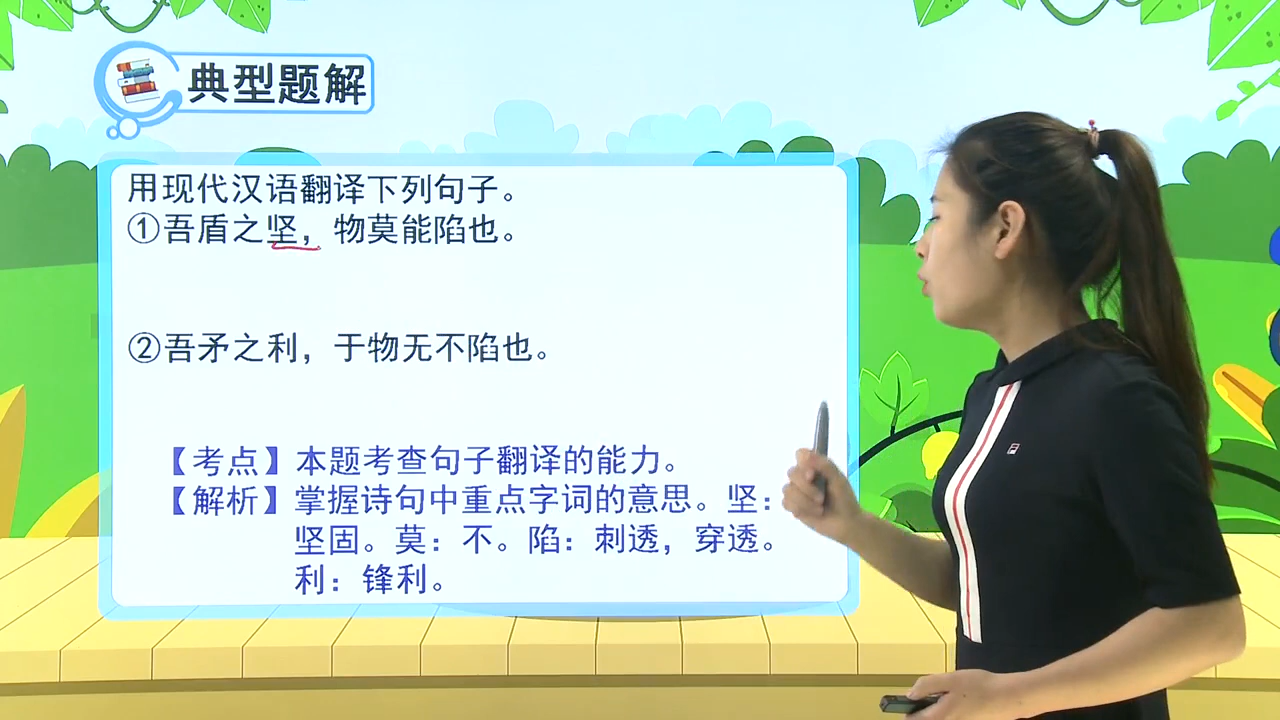 典型题解
用现代汉语翻译下列句子。
①吾盾之坚，物莫能陷也。
②吾矛之利，于物无不陷也。
【考点】本题考查句子翻译的能力。
【解析】掌握诗句中重点字词的意思。坚：
坚固。莫：不。陷：刺透，穿透。
利：锋利。